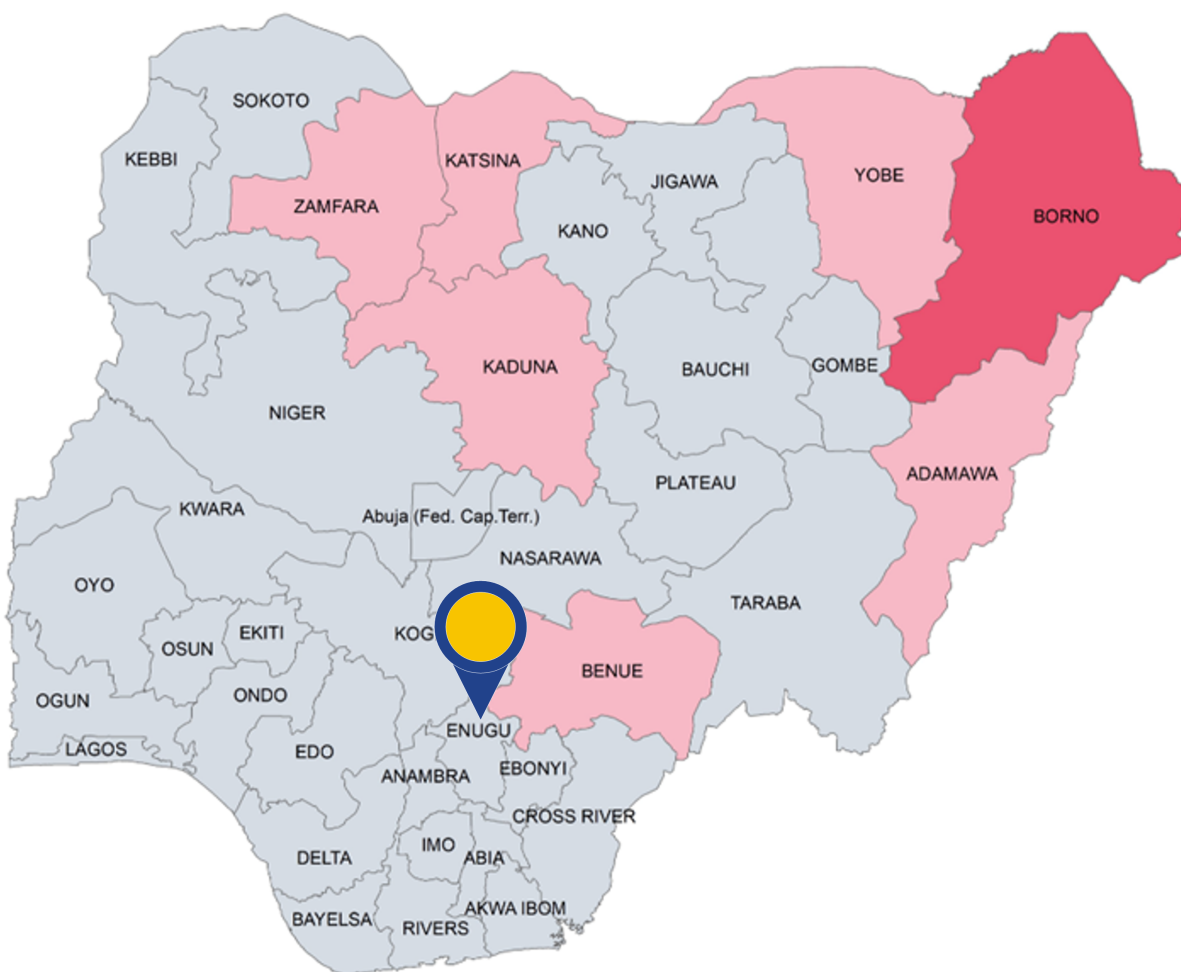 SOKOTO
KEBBI
KATSINA
ZAMFARA
JIGAWA
YOBE
KANO
BORNO
KADUNA
BAUCHI
GOMBE
NIGER
ADAMAWA
PLATEAU
KWARA
Abuja (Fed. Cap.Terr.)
NASARAWA
OYO
TARABA
EKITI
KOG
OSUN
BENUE
OGUN
ONDO
ENUGU
LAGOS
EDO
EBONYI
ANAMBRA
CROSS RIVER
IMO
DELTA
ABIA
AKWA IBOM
BAYELSA
RIVERS